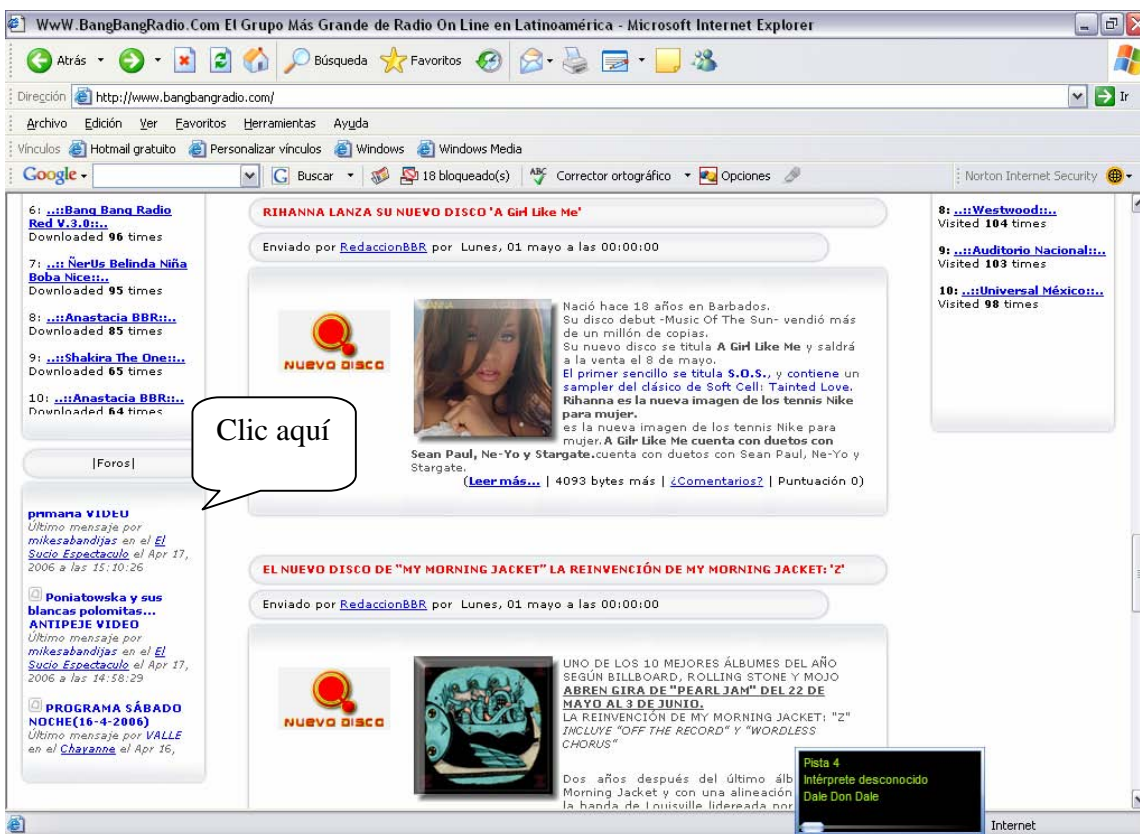 WwW.BangBangRadio.Com El Grupo Más Grande de Radio On Line en Latinoamérica - Microsoft Internet Explorer
Atrás Búsqueda Favoritos
Dirección http://www.bangbangradio.com/ Ir
Archivo Edición Ver Favoritos Herramientas Ayuda
Vínculos Hotmail gratuito Personalizar vínculos Windows Windows Media
Google Buscar 18 bloqueado(s) ABC Corrector ortográfico Opciones Norton Internet Security
6: ..::Bang Bang Radio
Red V.3.0::..
Downloaded 96 times
7: ..:: ÑerUs Belinda Niña
Boba Nice::..
Downloaded 95 times
8: ..::Anastacia BBR::..
Downloaded 85 times
9: ..::Shakira The One::..
Downloaded 65 times
10: ..::Anastacia BBR::..
Downloaded 64 times
Clic aquí
|Foros|
primaria VIDEO
Último mensaje por
mikesabandijas en el El
Sucio Espectaculo el Apr 17,
2006 a las 15:10:26
Poniatowska y sus
blancas polomitas...
ANTIPEJE VIDEO
Último mensaje por
mikesabandijas en el El
Sucio Espectaculo el Apr 17,
2006 a las 14:58:29
PROGRAMA SÁBADO
NOCHE(16-4-2006)
Último mensaje por VALLE
en el Chayanne el Apr 16,
RIHANNA LANZA SU NUEVO DISCO 'A Girl Like Me'
Enviado por RedaccionBBR por Lunes, 01 mayo a las 00:00:00
NUEVO DISCO
Nació hace 18 años en Barbados.
Su disco debut -Music Of The Sun- vendió más
de un millón de copias.
Su nuevo disco se titula A Girl Like Me y saldrá
a la venta el 8 de mayo.
El primer sencillo se titula S.O.S., y contiene un
sampler del clásico de Soft Cell: Tainted Love.
Rihanna es la nueva imagen de los tennis Nike
para mujer.
es la nueva imagen de los tennis Nike para
mujer.A Gilr Like Me cuenta con duetos con
Sean Paul, Ne-Yo y Stargate.cuenta con duetos con Sean Paul, Ne-Yo y
Stargate.
(Leer más... | 4093 bytes más | ¿Comentarios? | Puntuación 0)
EL NUEVO DISCO DE "MY MORNING JACKET" LA REINVENCIÓN DE MY MORNING JACKET: 'Z'
Enviado por RedaccionBBR por Lunes, 01 mayo a las 00:00:00
NUEVO DISCO
UNO DE LOS 10 MEJORES ÁLBUMES DEL AÑO
SEGÚN BILLBOARD, ROLLING STONE Y MOJO
ABREN GIRA DE "PEARL JAM" DEL 22 DE
MAYO AL 3 DE JUNIO.
LA REINVENCIÓN DE MY MORNING JACKET: "Z"
INCLUYE "OFF THE RECORD" Y "WORDLESS
CHORUS"
Dos años después del último álb
Morning Jacket y con una alineación
la banda de Louisville lidereada por
8: ..::Westwood::..
Visited 104 times
9: ..::Auditorio Nacional::..
Visited 103 times
10: ..::Universal México::..
Visited 98 times
Pista 4
Intérprete desconocido
Dale Don Dale
Internet